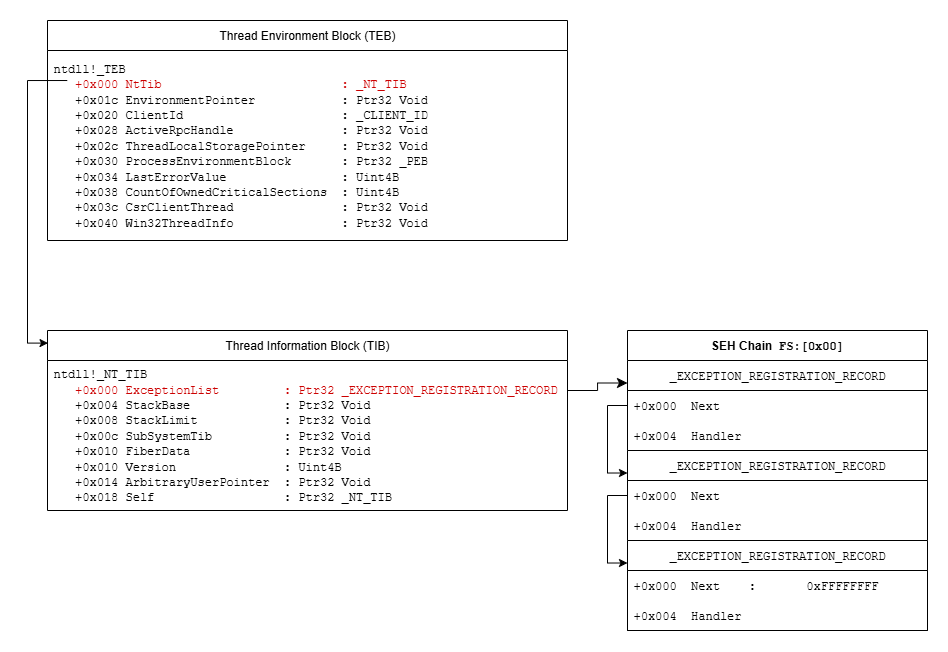 Thread Environment Block (TEB)
ntdll!_TEB
+0x000 NtTib : _NT_TIB
+0x01c EnvironmentPointer : Ptr32 Void
+0x020 ClientId : _CLIENT_ID
+0x028 ActiveRpcHandle : Ptr32 Void
+0x02c ThreadLocalStoragePointer : Ptr32 Void
+0x030 ProcessEnvironmentBlock : Ptr32 _PEB
+0x034 LastErrorValue : Uint4B
+0x038 CountOfOwnedCriticalSections : Uint4B
+0x03c CsrClientThread : Ptr32 Void
+0x040 Win32ThreadInfo : Ptr32 Void
Thread Information Block (TIB)
ntdll!_NT_TIB
+0x000 ExceptionList : Ptr32 _EXCEPTION_REGISTRATION_RECORD
+0x004 StackBase : Ptr32 Void
+0x008 StackLimit : Ptr32 Void
+0x00c SubSystemTib : Ptr32 Void
+0x010 FiberData : Ptr32 Void
+0x010 Version : Uint4B
+0x014 ArbitraryUserPointer : Ptr32 Void
+0x018 Self : Ptr32 _NT_TIB
SEH Chain FS:[0x00]
_EXCEPTION_REGISTRATION_RECORD
+0x000 Next
+0x004 Handler
_EXCEPTION_REGISTRATION_RECORD
+0x000 Next
+0x004 Handler
_EXCEPTION_REGISTRATION_RECORD
+0x000 Next : 0xFFFFFFFF
+0x004 Handler